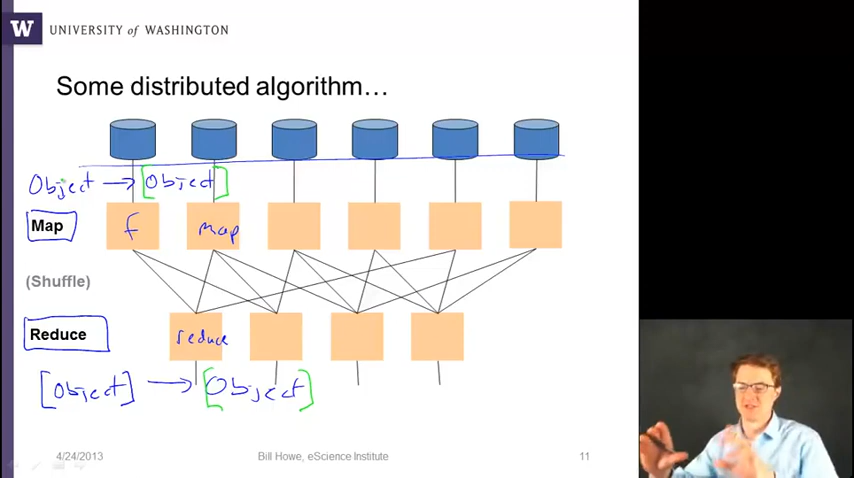 W UNIVERSITY of WASHINGTON
Some distributed algorithm…
Object → [Object]
Map f map
(Shuffle)
Reduce reduce
[Object] → [Object]
4/24/2013 Bill Howe, eScience Institute 11